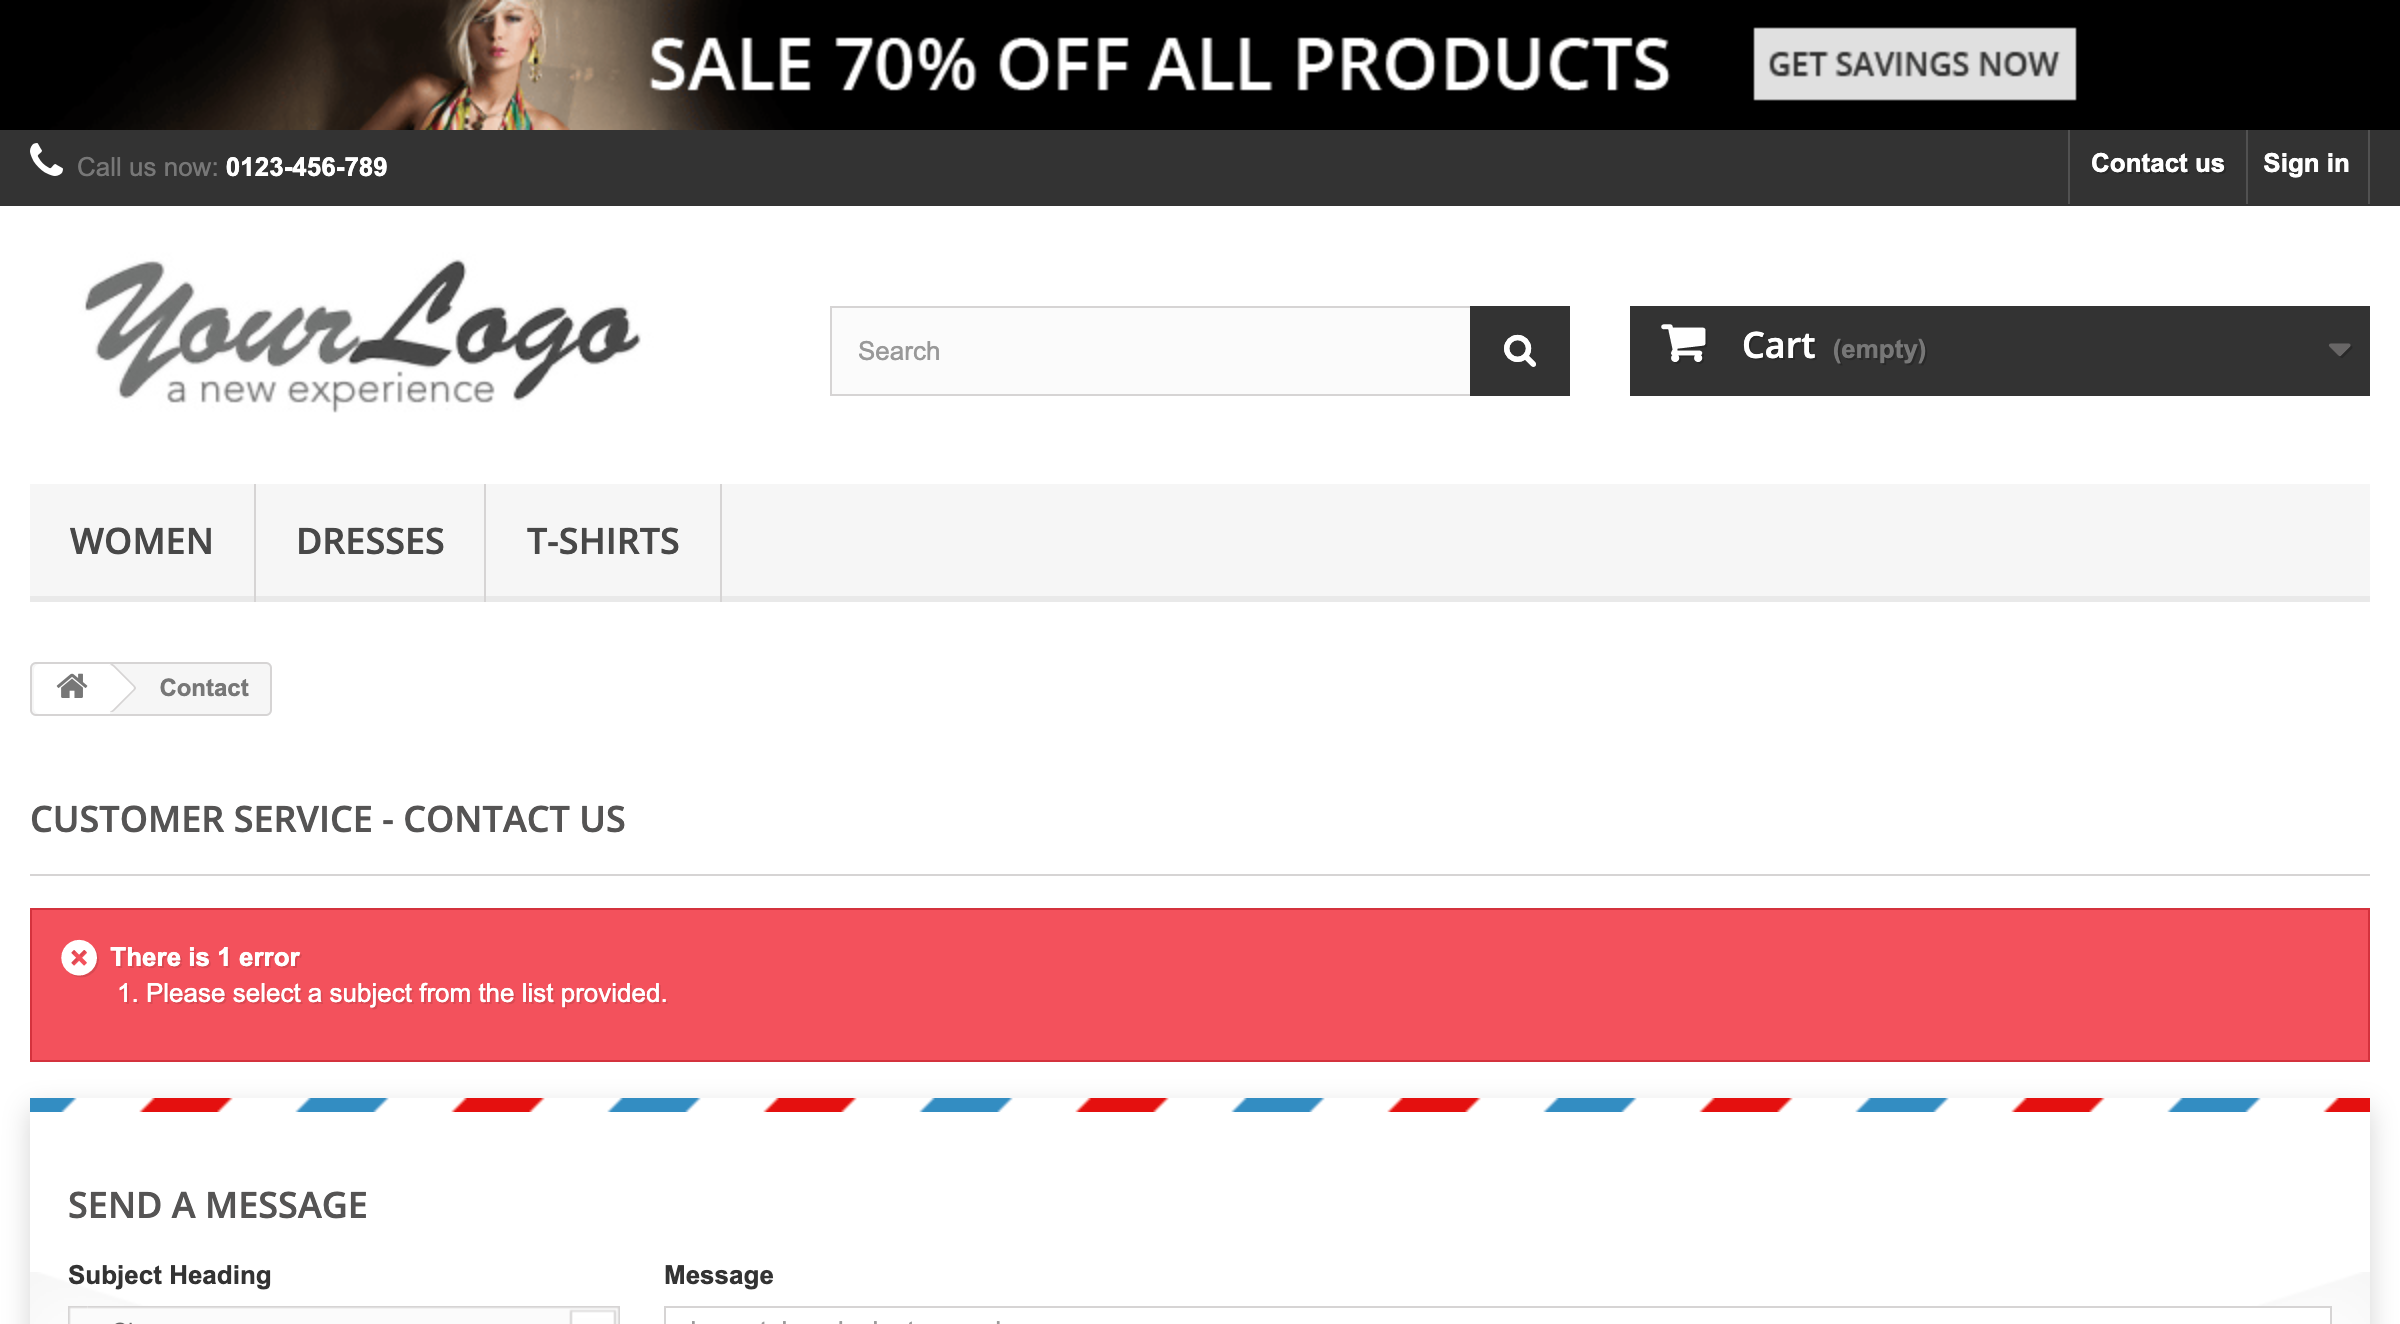 SALE 70% OFF ALL PRODUCTS
GET SAVINGS NOW
Call us now: 0123-456-789
Contact us
Sign in
YourLogo
a new experience
Search
Cart (empty)
WOMEN
DRESSES
T-SHIRTS
Contact
CUSTOMER SERVICE - CONTACT US
There is 1 error
1. Please select a subject from the list provided.
SEND A MESSAGE
Subject Heading
Message